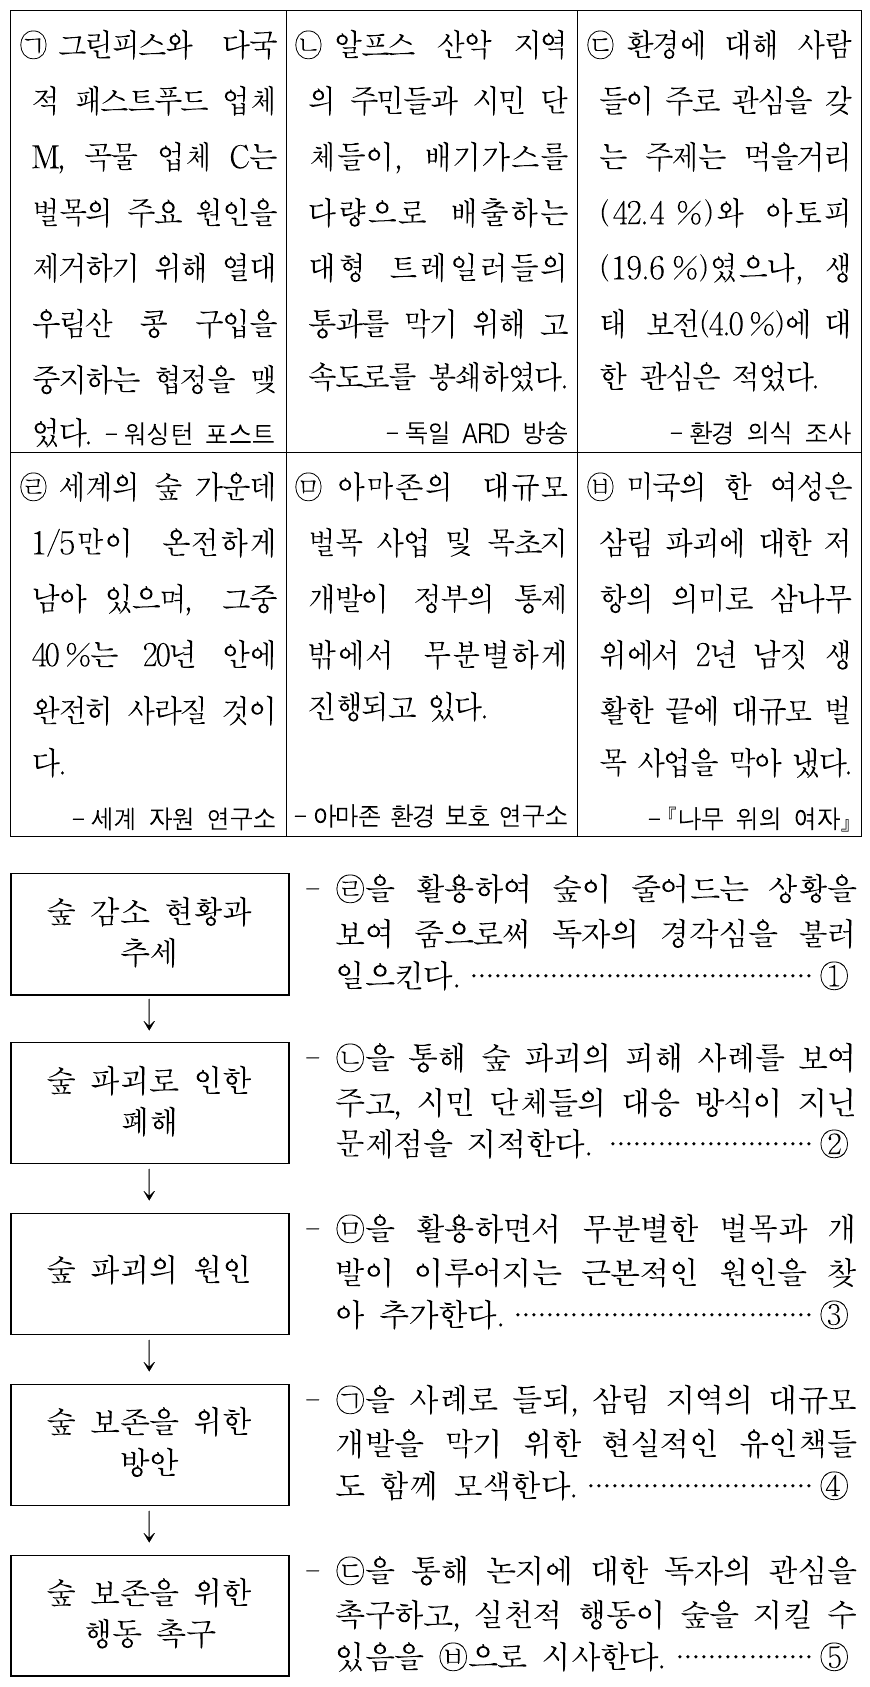 ㉠ 그린피스와 다국
적 패스트푸드 업체
M, 곡물 업체 C는
벌목의 주요 원인을
제거하기 위해 열대
우림산 콩 구입을
중지하는 협정을 맺
었다. －워싱턴 포스트
㉡ 알프스 산악 지역
의 주민들과 시민 단
체들이, 배기가스를
다량으로 배출하는
대형 트레일러들의
통과를 막기 위해 고
속도로를 봉쇄하였다.
－독일 ARD 방송
㉢ 환경에 대해 사람
들이 주로 관심을 갖
는 주제는 먹을거리
(42.4 %)와 아토피
(19.6 %)였으나, 생
태 보전(4.0 %)에 대
한 관심은 적었다.
－환경 의식 조사
㉣ 세계의 숲 가운데
1/5만이 온전하게
남아 있으며, 그중
40 %는 20년 안에
완전히 사라질 것이
다.
－세계 자원 연구소
㉤ 아마존의 대규모
벌목 사업 및 목초지
개발이 정부의 통제
밖에서 무분별하게
진행되고 있다.
－아마존 환경 보호 연구소
㉥ 미국의 한 여성은
삼림 파괴에 대한 저
항의 의미로 삼나무
위에서 2년 남짓 생
활한 끝에 대규모 벌
목 사업을 막아 냈다.
－『나무 위의 여자』
숲 감소 현황과
추세
－ ㉣을 활용하여 숲이 줄어드는 상황을
보여 줌으로써 독자의 경각심을 불러
일으킨다. ··········································· ①
↓
숲 파괴로 인한
폐해
－ ㉡을 통해 숲 파괴의 피해 사례를 보여
주고, 시민 단체들의 대응 방식이 지닌
문제점을 지적한다. ·························· ②
↓
숲 파괴의 원인
－ ㉤을 활용하면서 무분별한 벌목과 개
발이 이루어지는 근본적인 원인을 찾
아 추가한다. ····································· ③
↓
숲 보존을 위한
방안
－ ㉠을 사례로 들되, 삼림 지역의 대규모
개발을 막기 위한 현실적인 유인책들
도 함께 모색한다. ···························· ④
↓
숲 보존을 위한
행동 촉구
－ ㉢을 통해 논지에 대한 독자의 관심을
촉구하고, 실천적 행동이 숲을 지킬 수
있음을 ㉥으로 시사한다. ················· ⑤